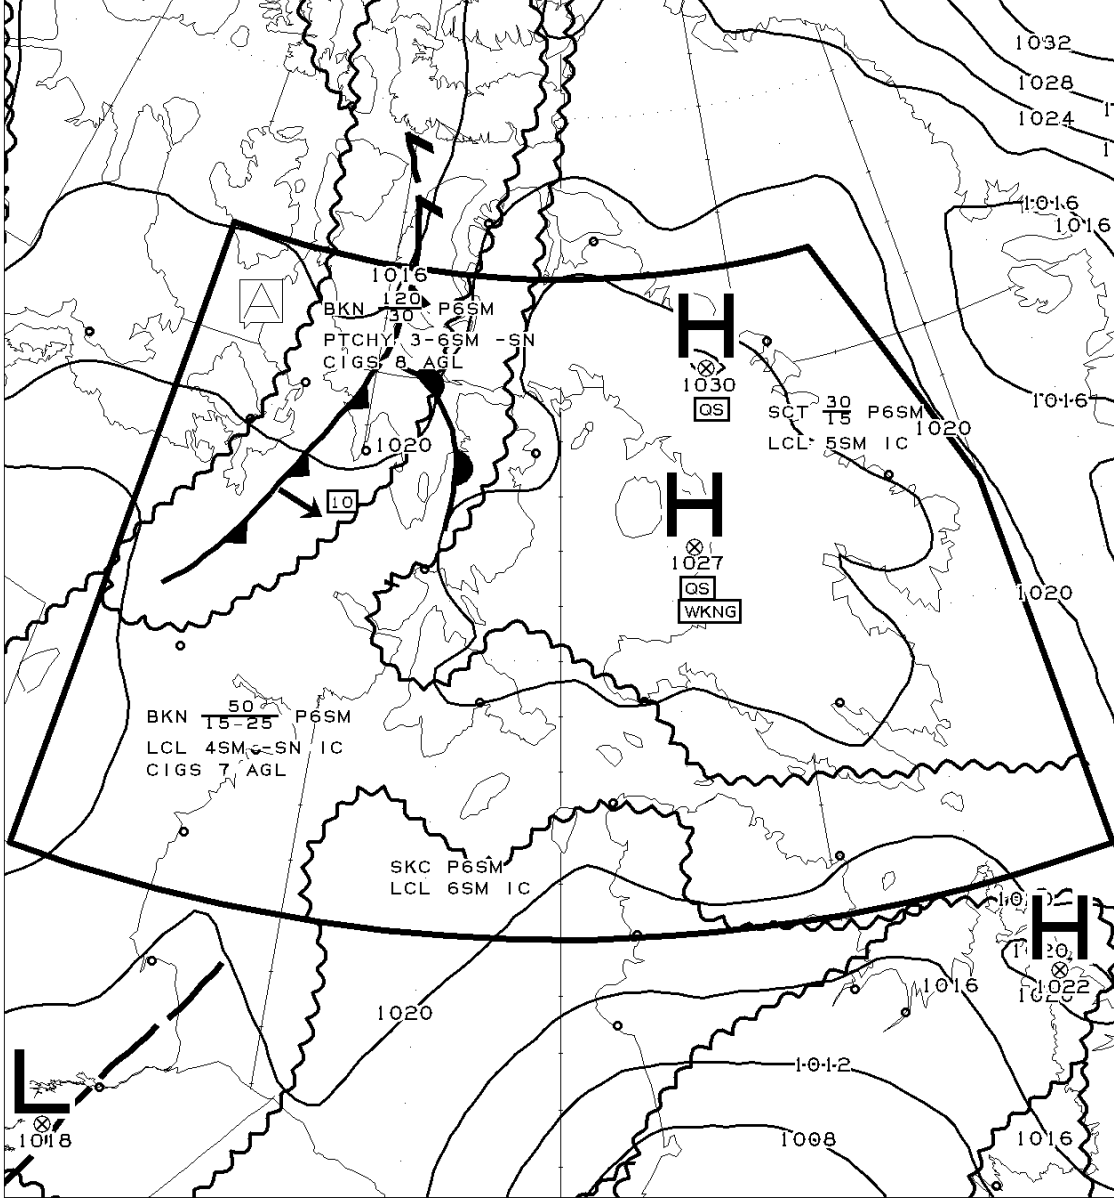 1032
1028
1024
1016
1016
1016
BKN 120/30 P6SM
PTCHY 3-6SM -SN
CIGS 8 AGL
A
H
1030
QS
SCT 30/15 P6SM
LCL 5SM IC
1016
1020
1020
10
H
1027
QS
WKNG
1020
BKN 50/15-25 P6SM
LCL 4SM -SN IC
CIGS 7 AGL
SKC P6SM
LCL 6SM IC
H
1022
1016
1020
1012
L
1018
1008
1016